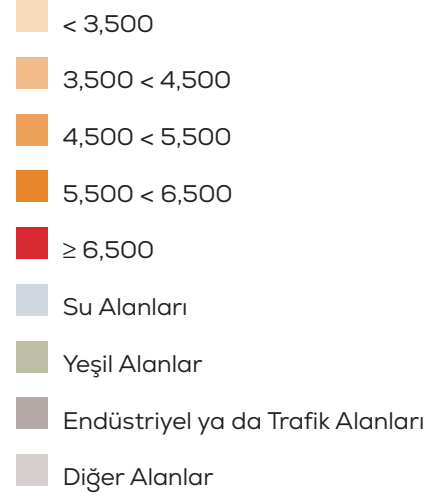 < 3,500
3,500 < 4,500
4,500 < 5,500
5,500 < 6,500
≥ 6,500
Su Alanları
Yeşil Alanlar
Endüstriyel ya da Trafik Alanları
Diğer Alanlar